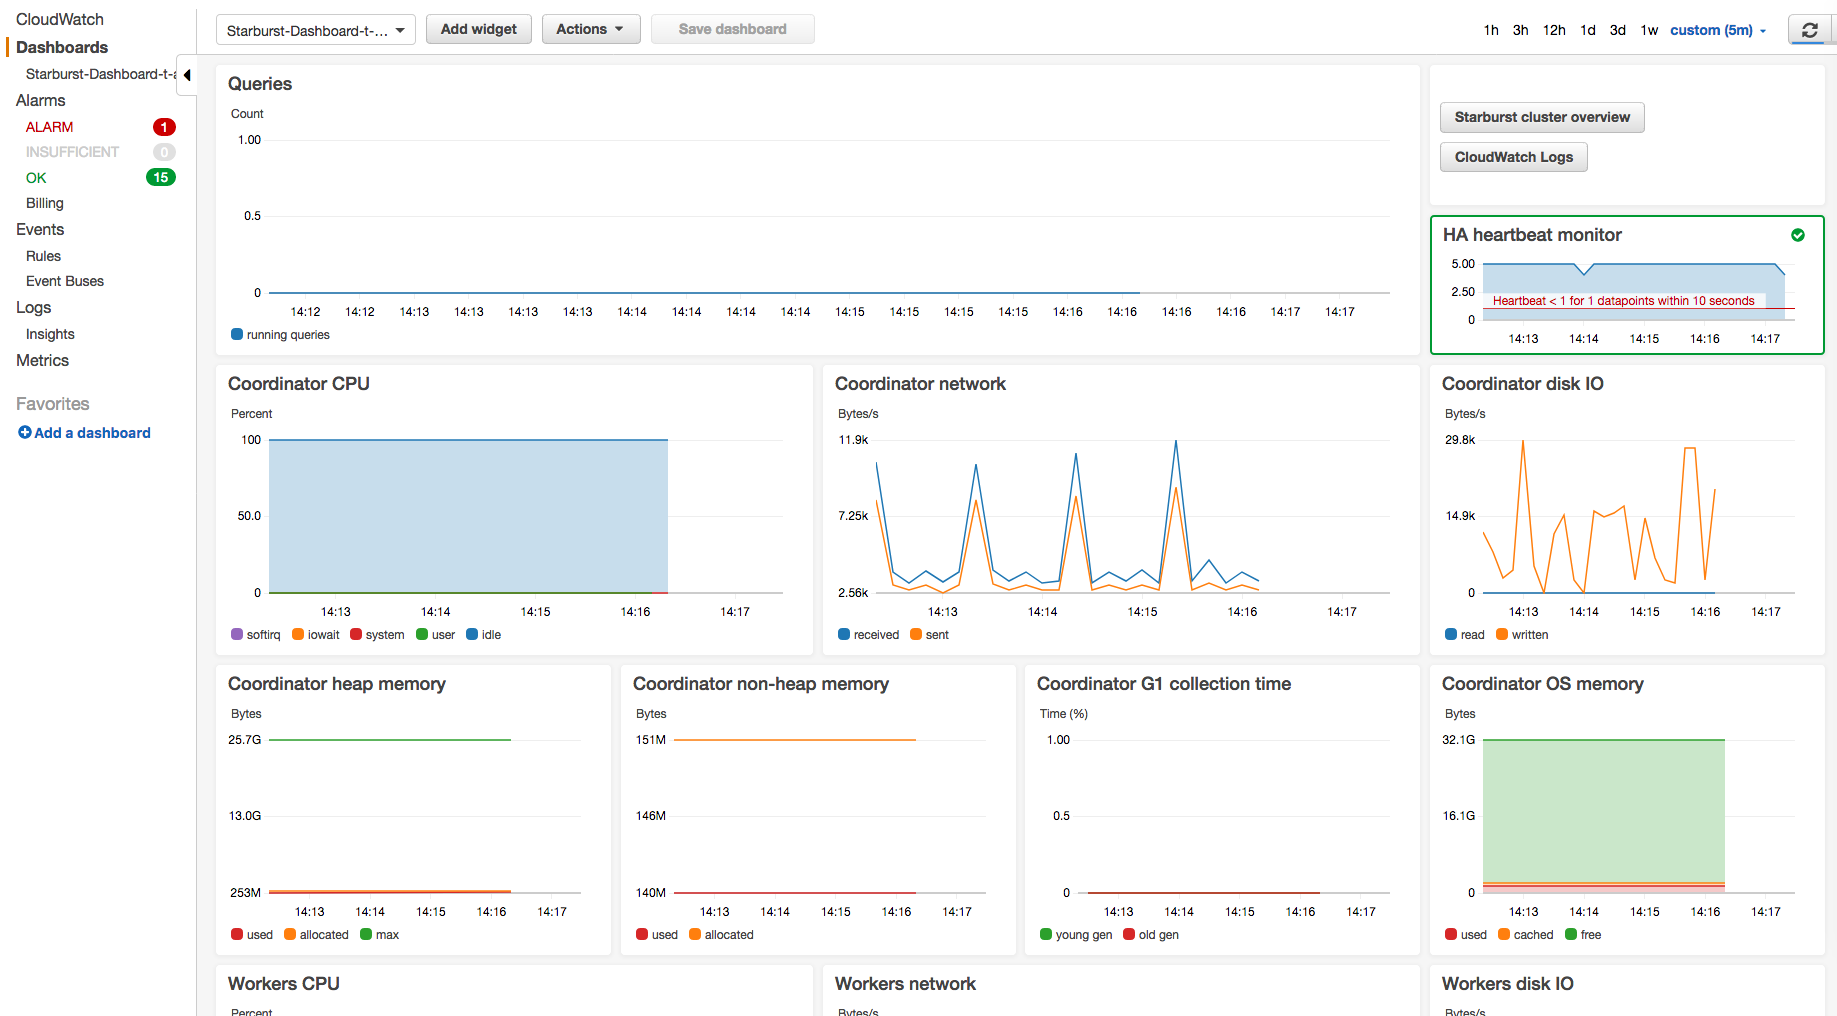 CloudWatch
Dashboards
Starburst-Dashboard-t-a
Alarms
ALARM 1
INSUFFICIENT 0
OK 15
Billing
Events
Rules
Event Buses
Logs
Insights
Metrics
Favorites
Add a dashboard
Starburst-Dashboard-t-... Add widget Actions Save dashboard 1h 3h 12h 1d 3d 1w custom (5m)
Queries
Count
1.00
0.5
0
14:12 14:12 14:13 14:13 14:13 14:13 14:14 14:14 14:14 14:14 14:15 14:15 14:15 14:15 14:16 14:16 14:16 14:16 14:17 14:17
running queries
Starburst cluster overview
CloudWatch Logs
HA heartbeat monitor
5.00
2.50
Heartbeat < 1 for 1 datapoints within 10 seconds
0
14:13 14:14 14:15 14:16 14:17
Coordinator CPU
Percent
100
50.0
0
14:13 14:14 14:15 14:16 14:17
softirq iowait system user idle
Coordinator network
Bytes/s
11.9k
7.25k
2.56k
14:13 14:14 14:15 14:16 14:17
received sent
Coordinator disk IO
Bytes/s
29.8k
14.9k
0
14:13 14:14 14:15 14:16 14:17
read written
Coordinator heap memory
Bytes
25.7G
13.0G
253M
14:13 14:14 14:15 14:16 14:17
used allocated max
Coordinator non-heap memory
Bytes
151M
146M
140M
14:13 14:14 14:15 14:16 14:17
used allocated
Coordinator G1 collection time
Time (%)
1.00
0.5
0
14:13 14:14 14:15 14:16 14:17
young gen old gen
Coordinator OS memory
Bytes
32.1G
16.1G
0
14:13 14:14 14:15 14:16 14:17
used cached free
Workers CPU
Percent
Workers network
Bytes/s
Workers disk IO
Bytes/s